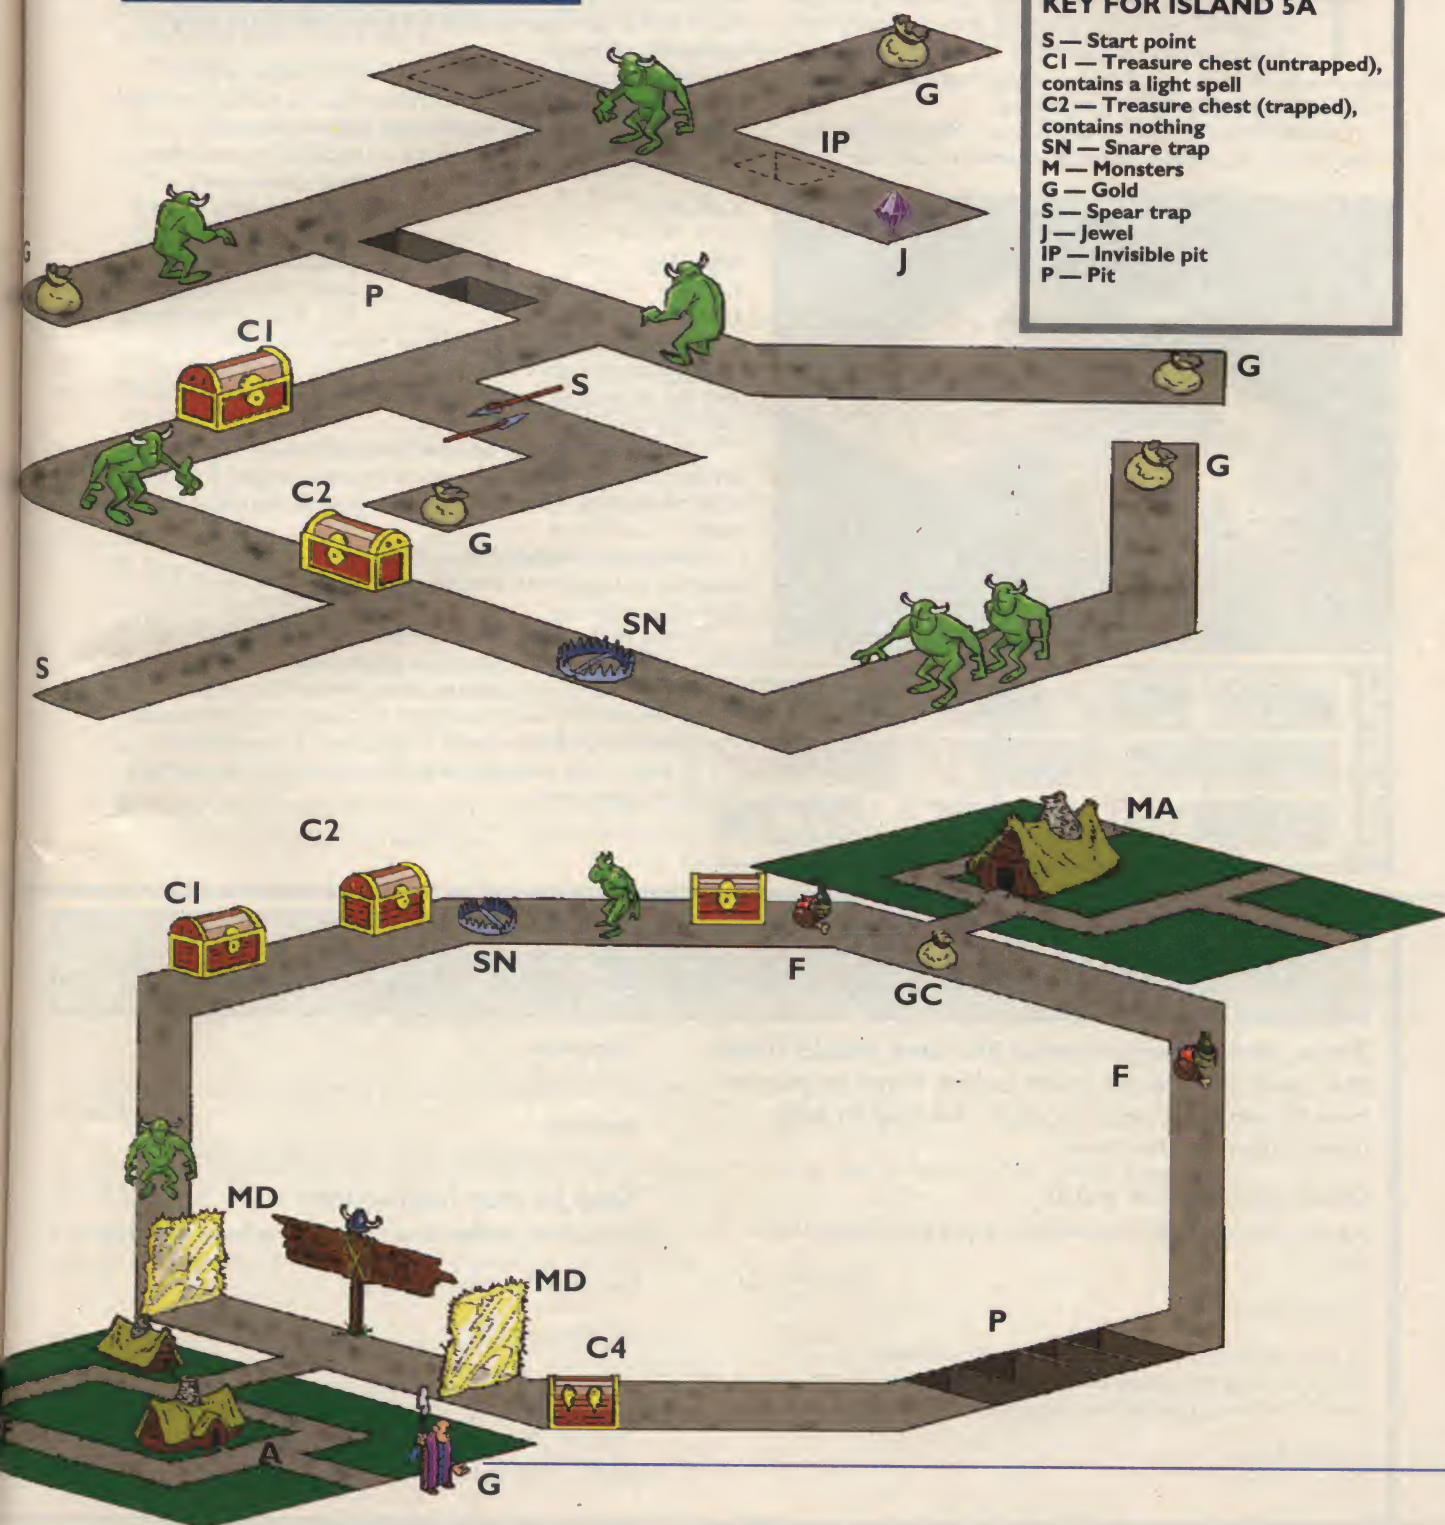 KEY FOR ISLAND 5A
S — Start point
C1 — Treasure chest (untrapped),
contains a light spell
C2 — Treasure chest (trapped),
contains nothing
SN — Snare trap
M — Monsters
G — Gold
S — Spear trap
J — Jewel
IP — Invisible pit
P — Pit
G
IP
G
J
P
C1
S
G
C2
G
G
SN
S
MA
C2
C1
SN
F
GC
F
MD
MD
P
C4
A
G